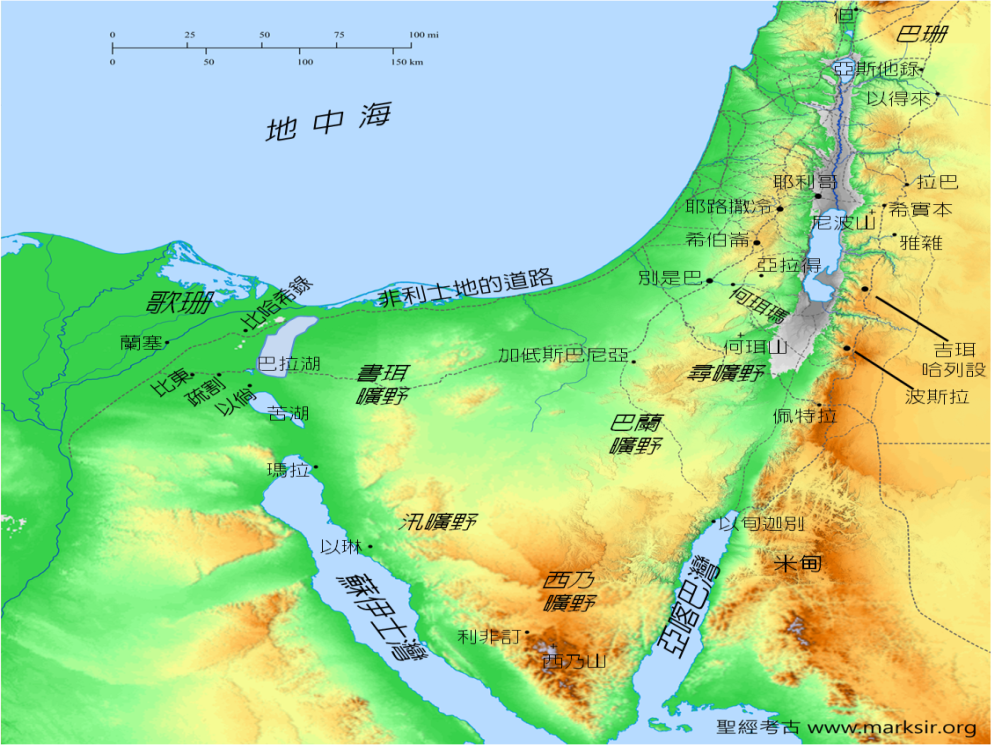 0 25 50 75 100 mi
0 50 100 150 km
地中海
但
巴珊
亞斯他錄
以得來
耶利哥
拉巴
耶路撒冷
希實本
尼波山
希伯崙
雅雜
亞拉得
別是巴
非利士地的道路
何珥瑪
歌珊
比哈希錄
蘭塞
何珥山
吉珥
哈列設
加低斯巴尼亞
巴拉湖
書珥
曠野
尋曠野
比東
疏割
以倘
波斯拉
苦湖
佩特拉
巴蘭
曠野
瑪拉
汛曠野
以旬迦別
以琳
米甸
西乃
曠野
蘇伊士灣
亞喀巴灣
利非訂
西乃山
聖經考古 www.marksir.org